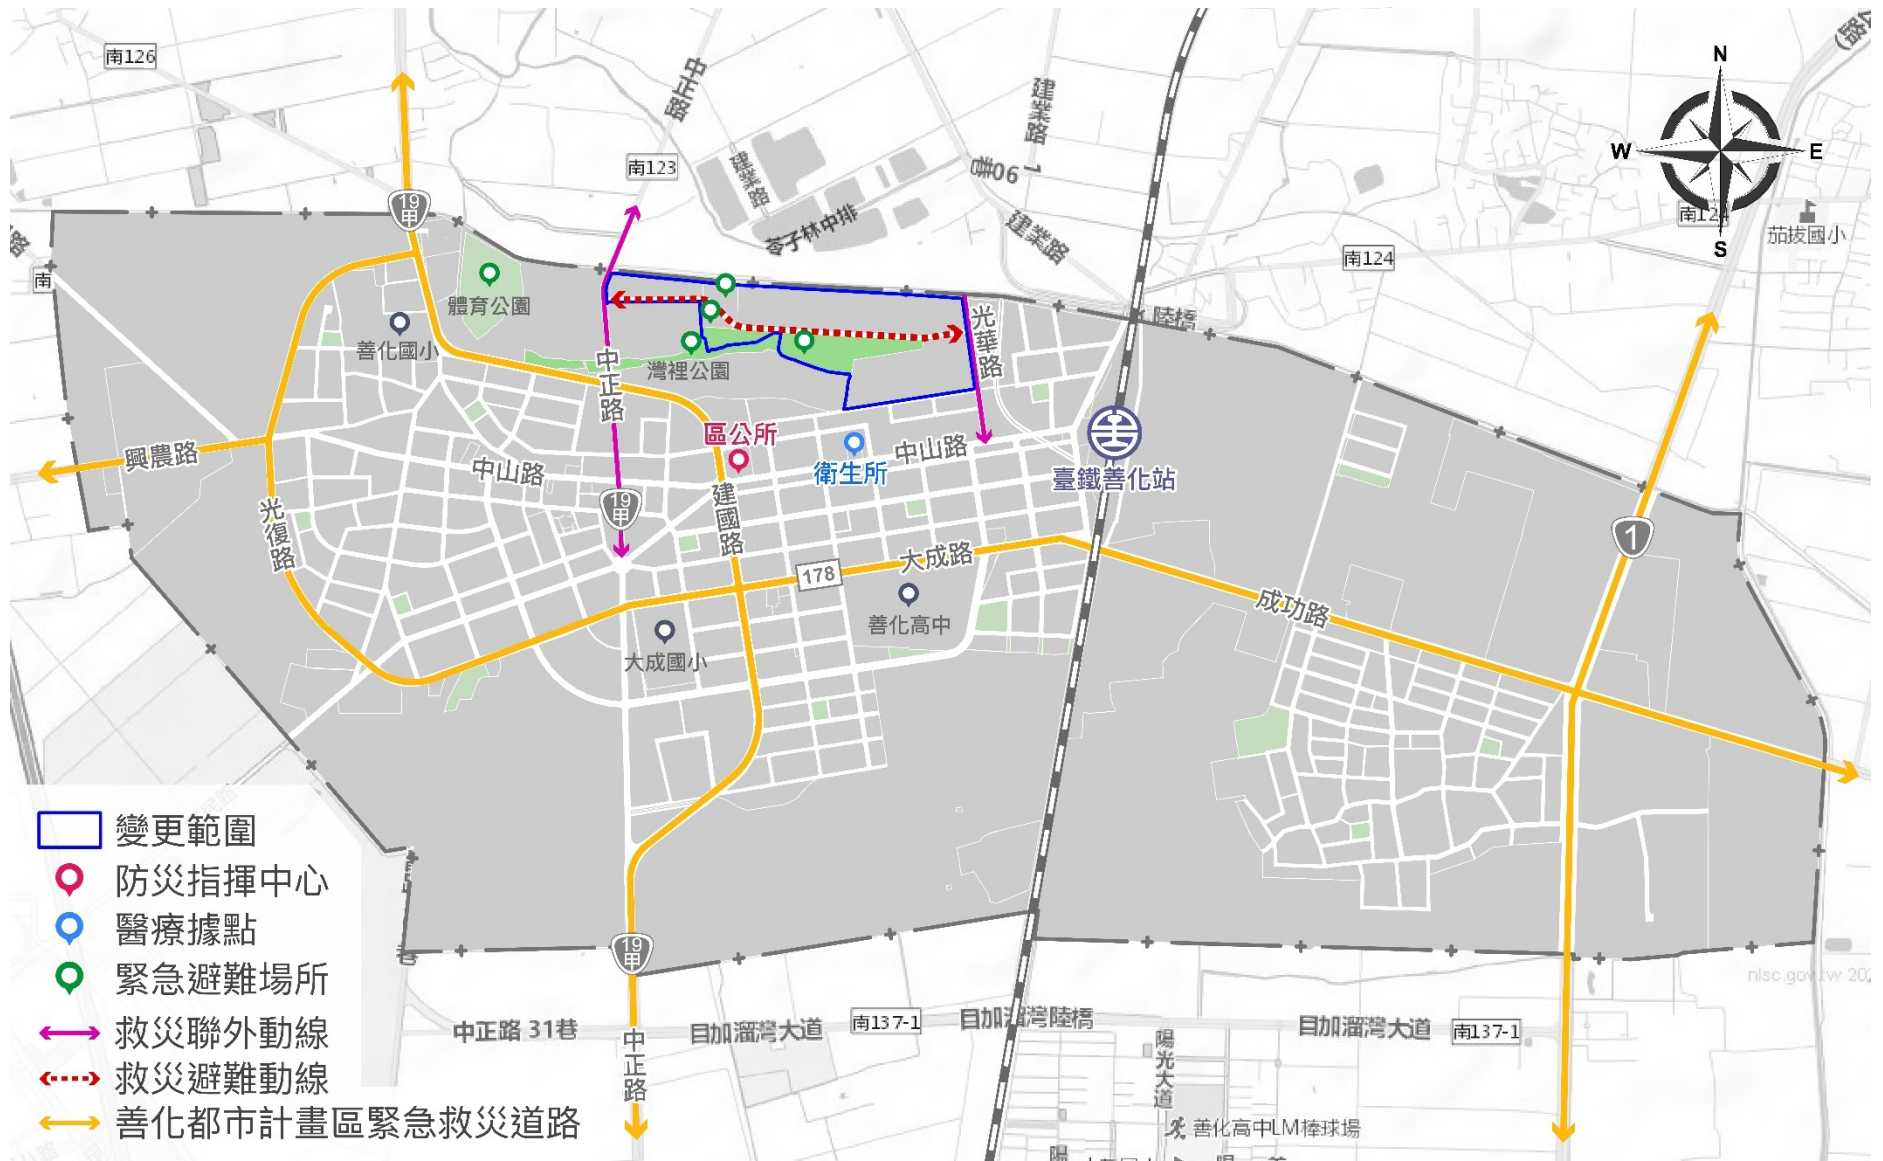 南126
N
W
E
S
南123
中正路
建業路
建業路 1
巷90
苓子林中排
建業路
南124
茄拔國小
南124
19甲
南
體育公園
善化國小
陸橋
光華路
灣裡公園
中正路
區公所
衛生所
中山路
臺鐵善化站
興農路
中山路
光復路
19甲
建國路
大成路
178
善化高中
大成國小
成功路
1
變更範圍
防災指揮中心
醫療據點
緊急避難場所
救災聯外動線
救災避難動線
善化都市計畫區緊急救災道路
19甲
中正路 31巷
中正路
目加溜灣大道
南137-1
目加溜灣陸橋
目加溜灣大道
南137-1
陽光大道
善化高中LM棒球場